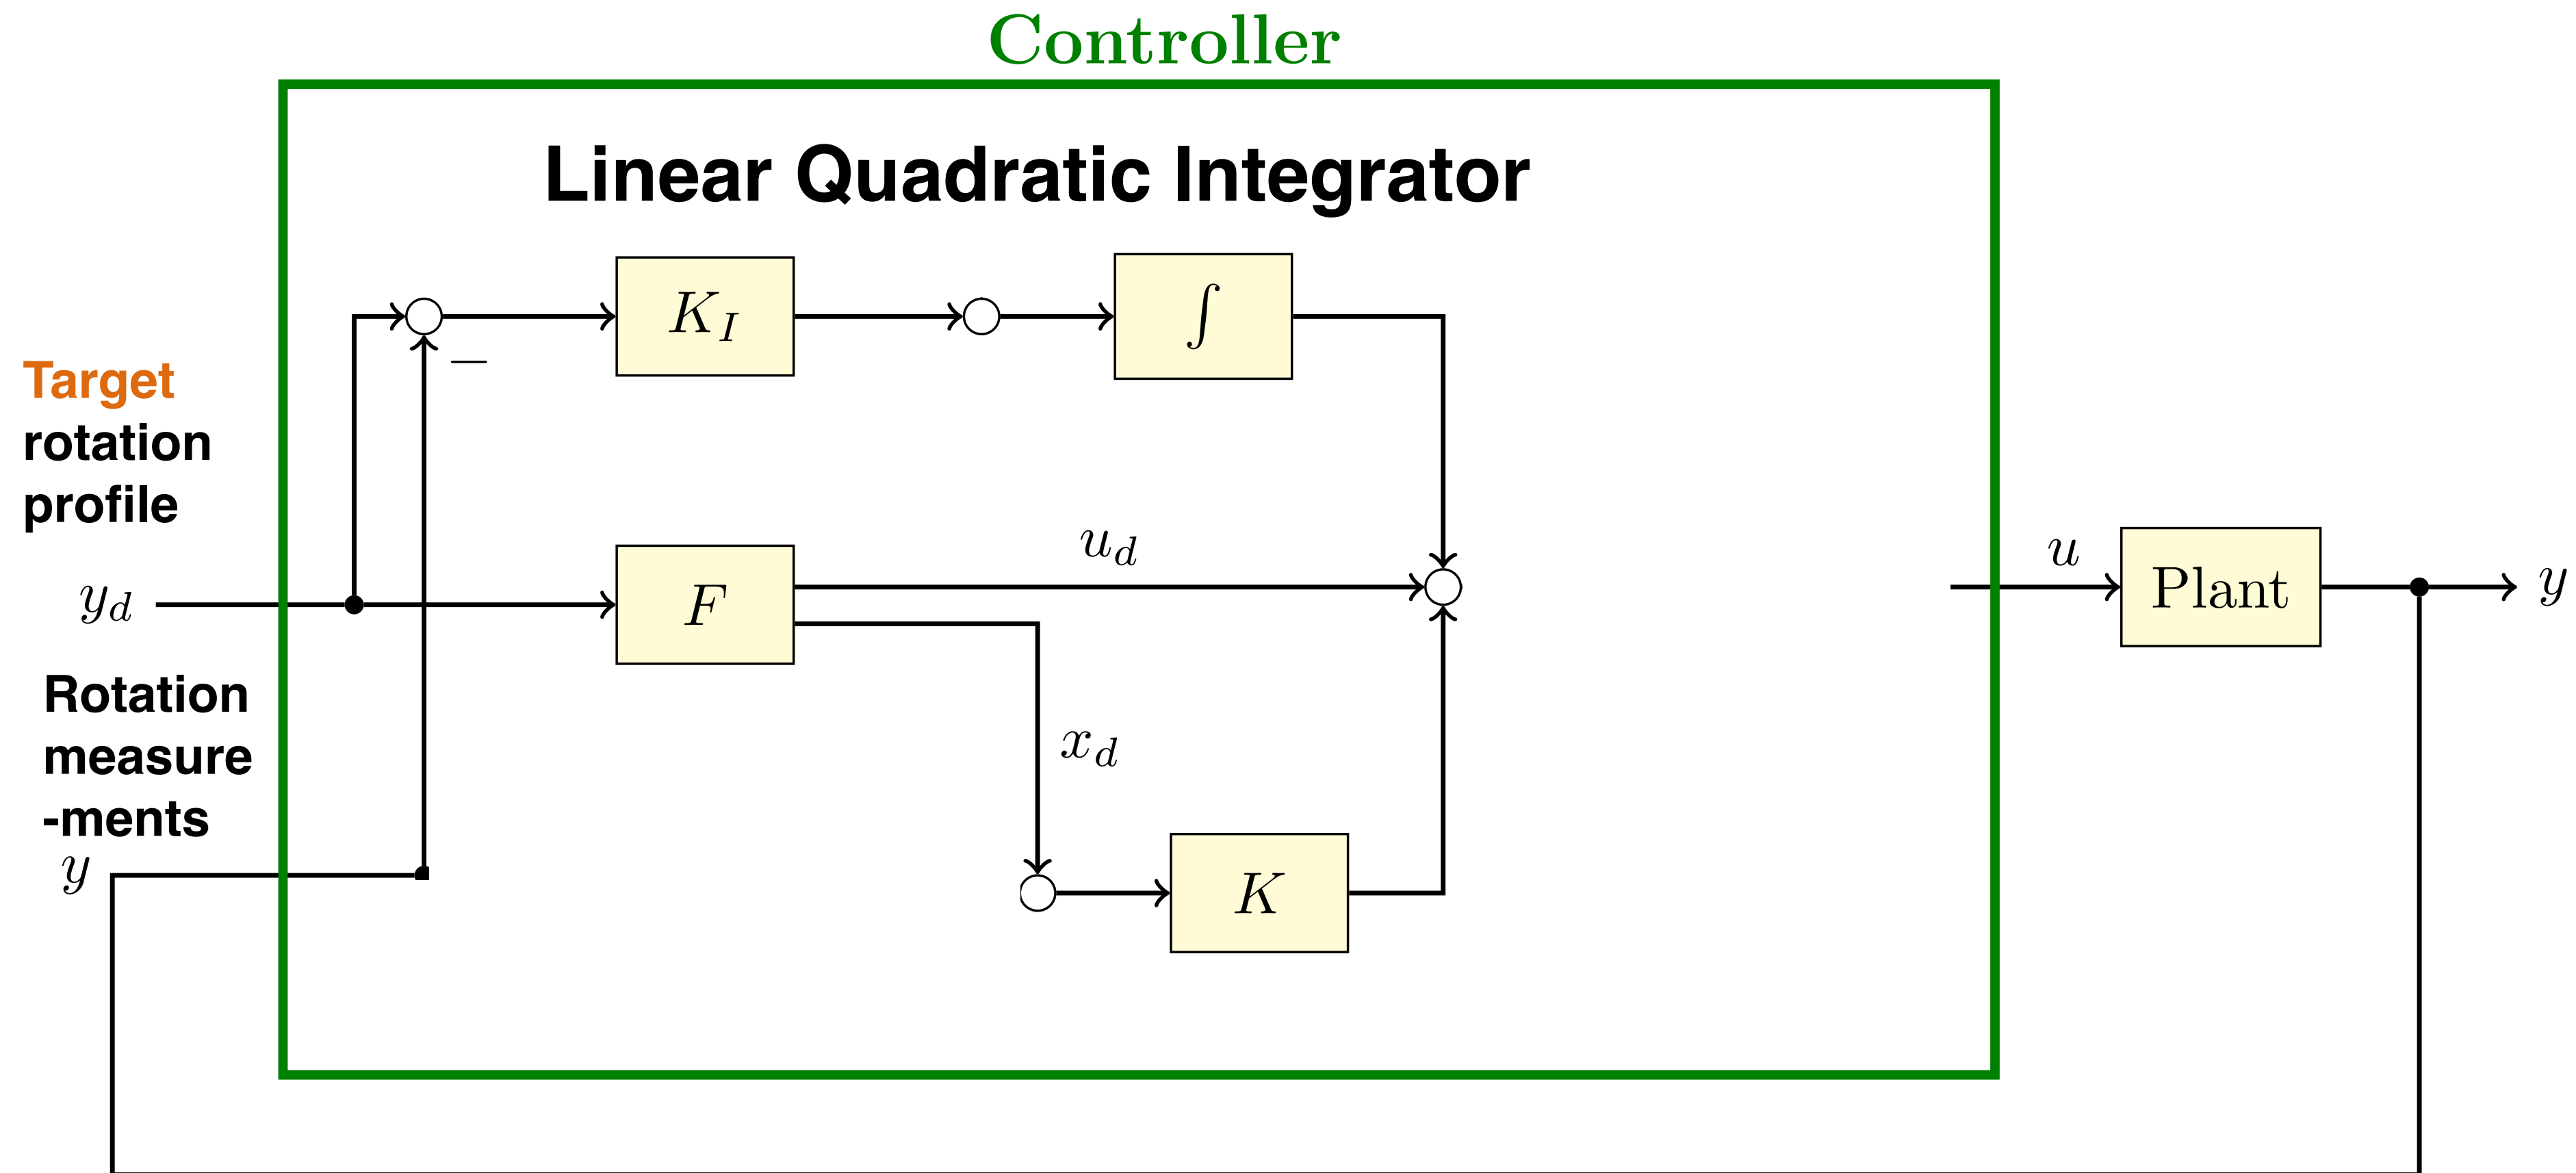 Controller
Linear Quadratic Integrator
K_I
∫
−
Target
rotation
profile
u_d
u
y_d
F
Plant
y
Rotation
measure
-ments
x_d
y
K